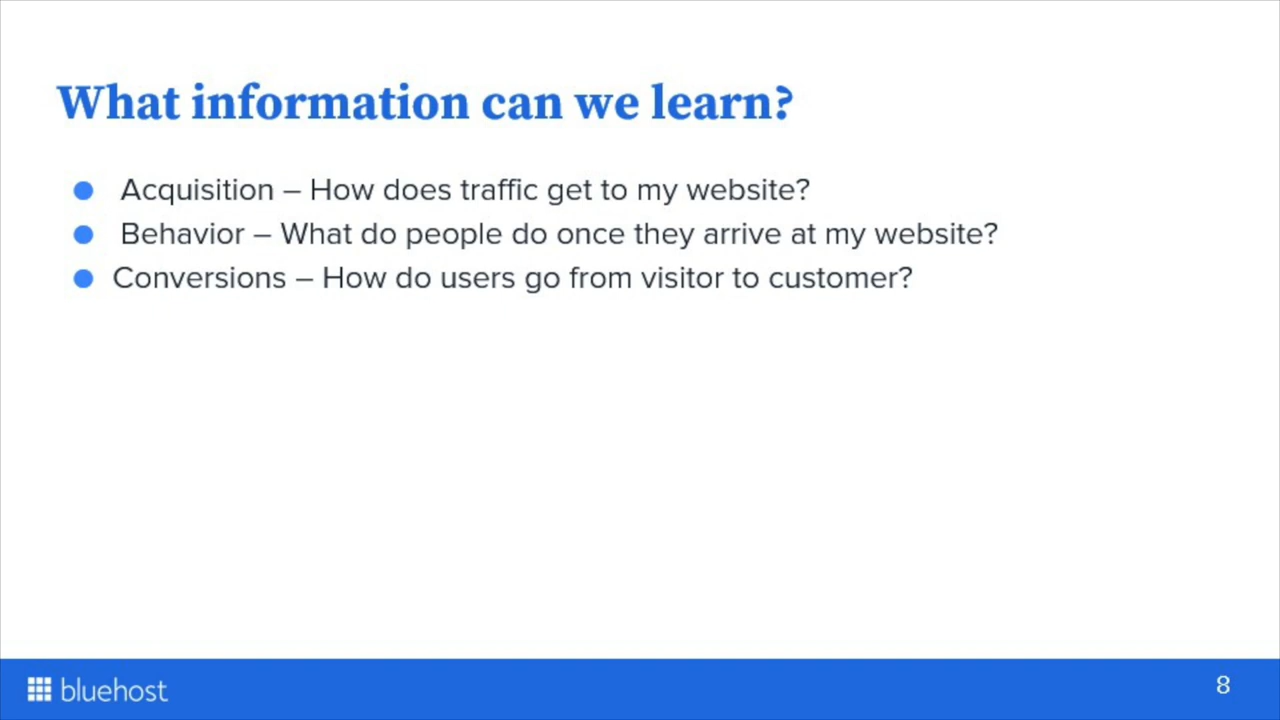 What information can we learn?
Acquisition – How does traffic get to my website?
Behavior – What do people do once they arrive at my website?
Conversions – How do users go from visitor to customer?
bluehost
8